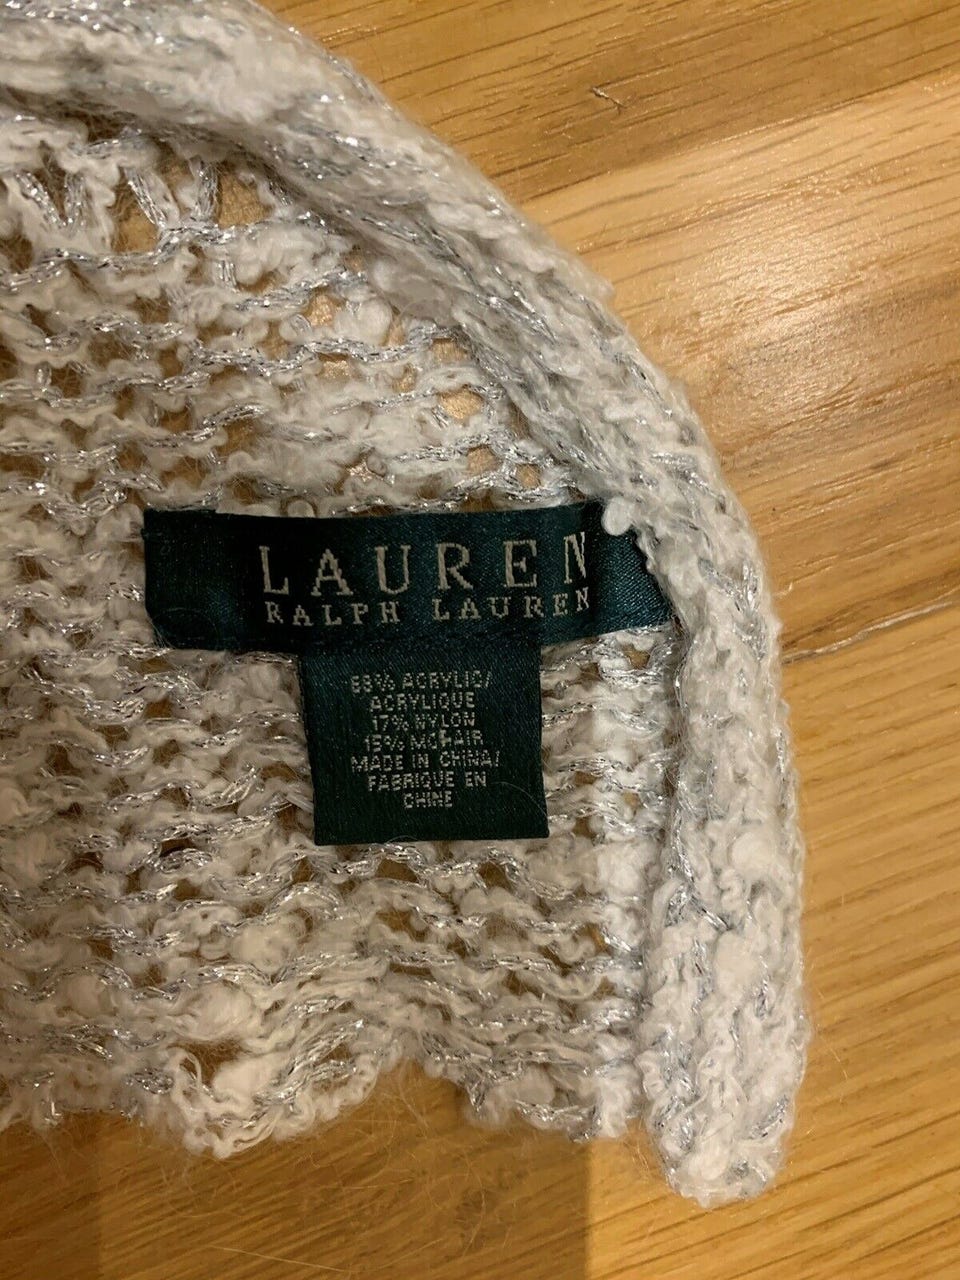 LAUREN
RALPH LAUREN
68% ACRYLIC/
ACRYLIQUE
17% NYLON
15% MOHAIR
MADE IN CHINA/
FABRIQUE EN
CHINE